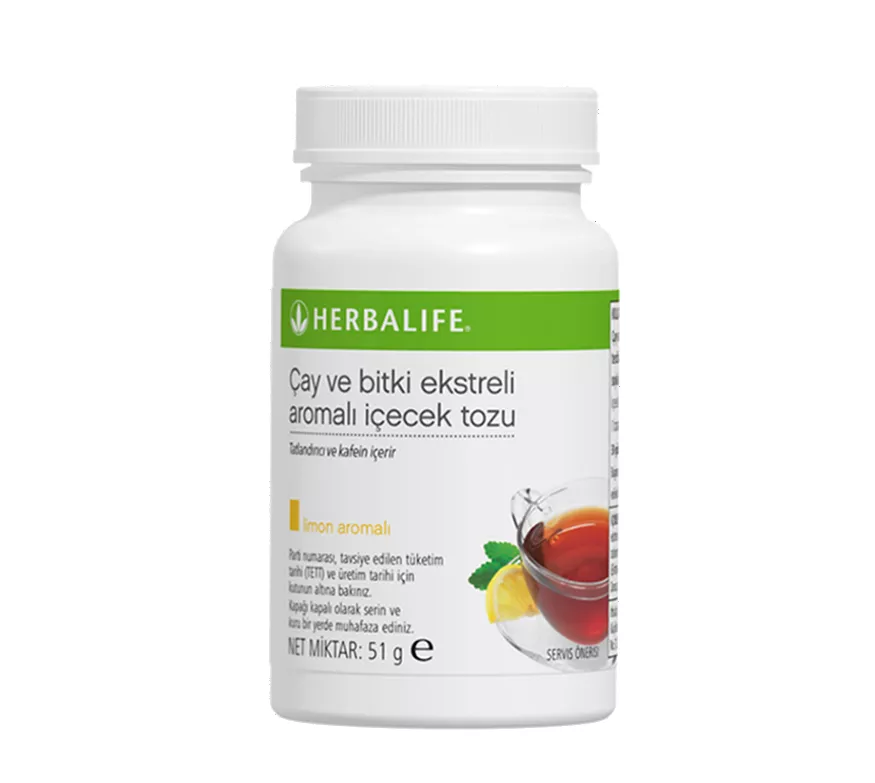 HERBALIFE®
Çay ve bitki ekstreli
aromalı içecek tozu
Tatlandırıcı ve kafein içerir
limon aromalı
Parti numarası, tavsiye edilen tüketim
tarihi (TETT) ve üretim tarihi için
kutunun altına bakınız.
Kapağı kapalı olarak serin ve
kuru bir yerde muhafaza ediniz.
NET MİKTAR: 51 g ℮
SERVİS ÖNERİSİ